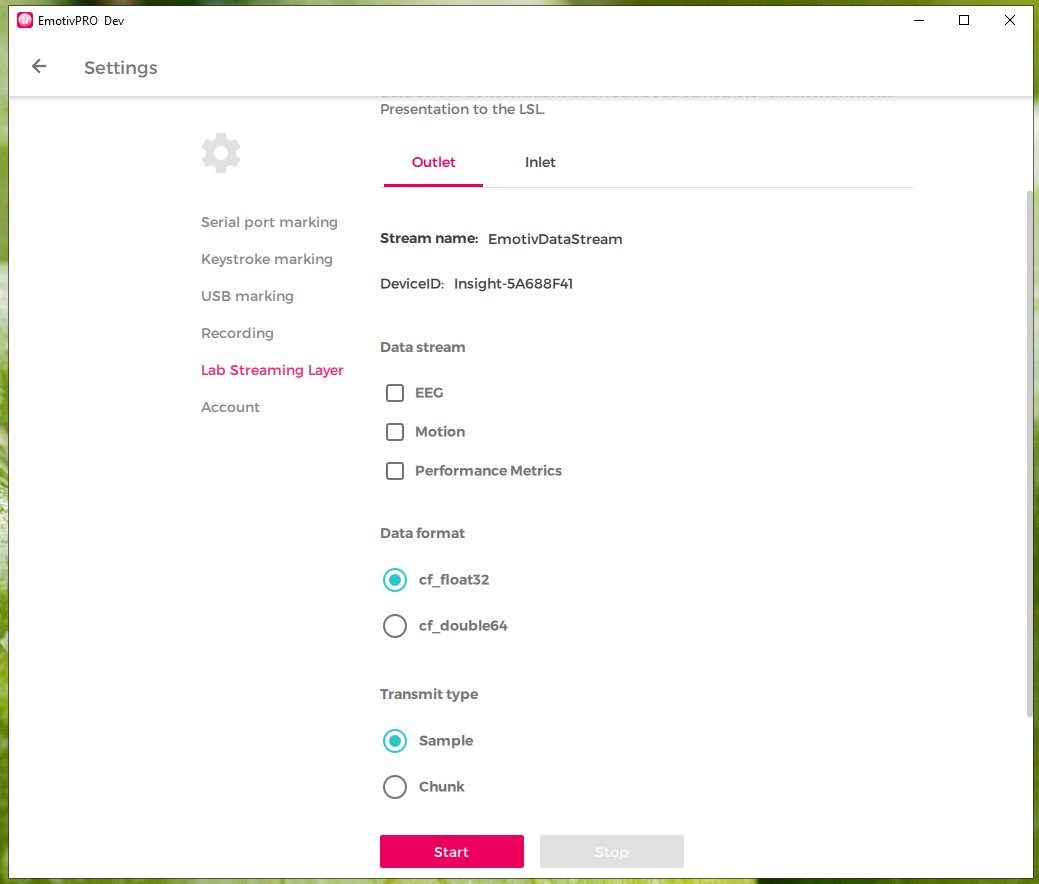 EmotivPRO Dev
Settings
Presentation to the LSL.
Outlet
Inlet
Serial port marking
Keystroke marking
USB marking
Recording
Lab Streaming Layer
Account
Stream name: EmotivDataStream
DeviceID: Insight-5A688F41
Data stream
EEG
Motion
Performance Metrics
Data format
cf_float32
cf_double64
Transmit type
Sample
Chunk
Start
Stop